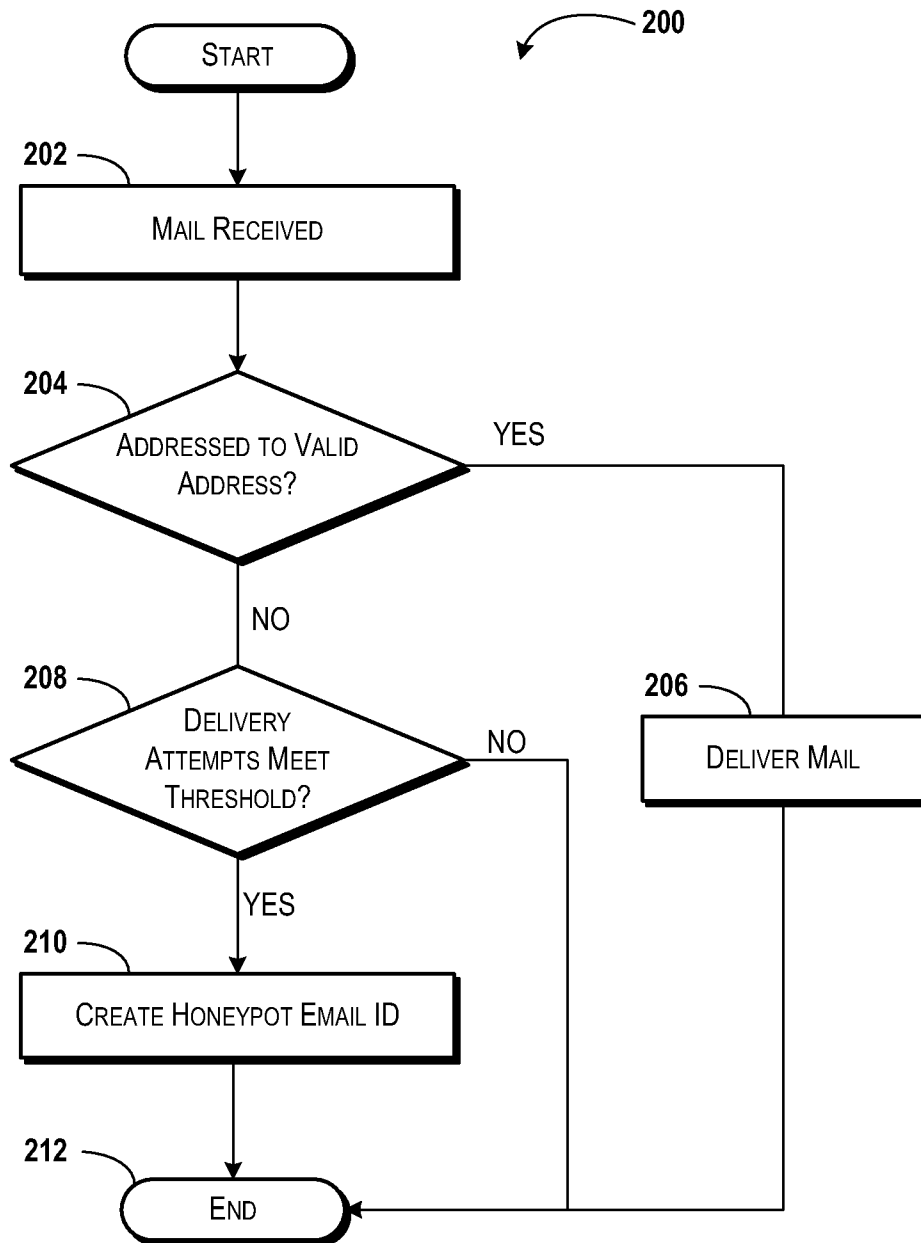 200
START
202
MAIL RECEIVED
204
ADDRESSED TO VALID
ADDRESS?
YES
NO
208
DELIVERY
ATTEMPTS MEET
THRESHOLD?
NO
206
DELIVER MAIL
YES
210
CREATE HONEYPOT EMAIL ID
212
END